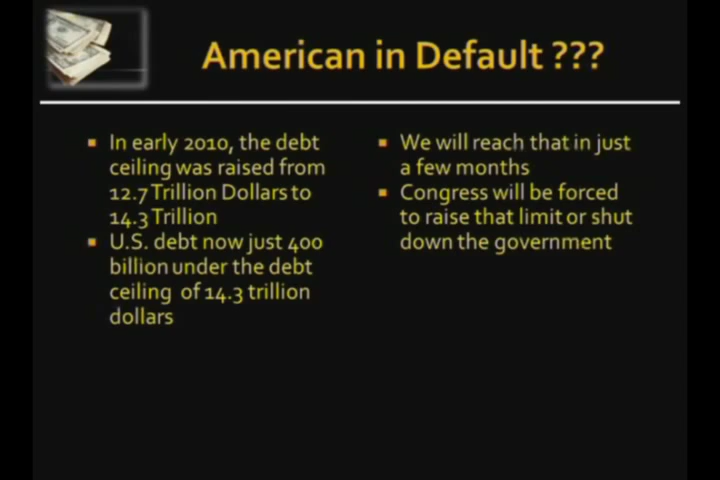 American in Default ???
In early 2010, the debt
ceiling was raised from
12.7 Trillion Dollars to
14.3 Trillion
U.S. debt now just 400
billion under the debt
ceiling of 14.3 trillion
dollars
We will reach that in just
a few months
Congress will be forced
to raise that limit or shut
down the government